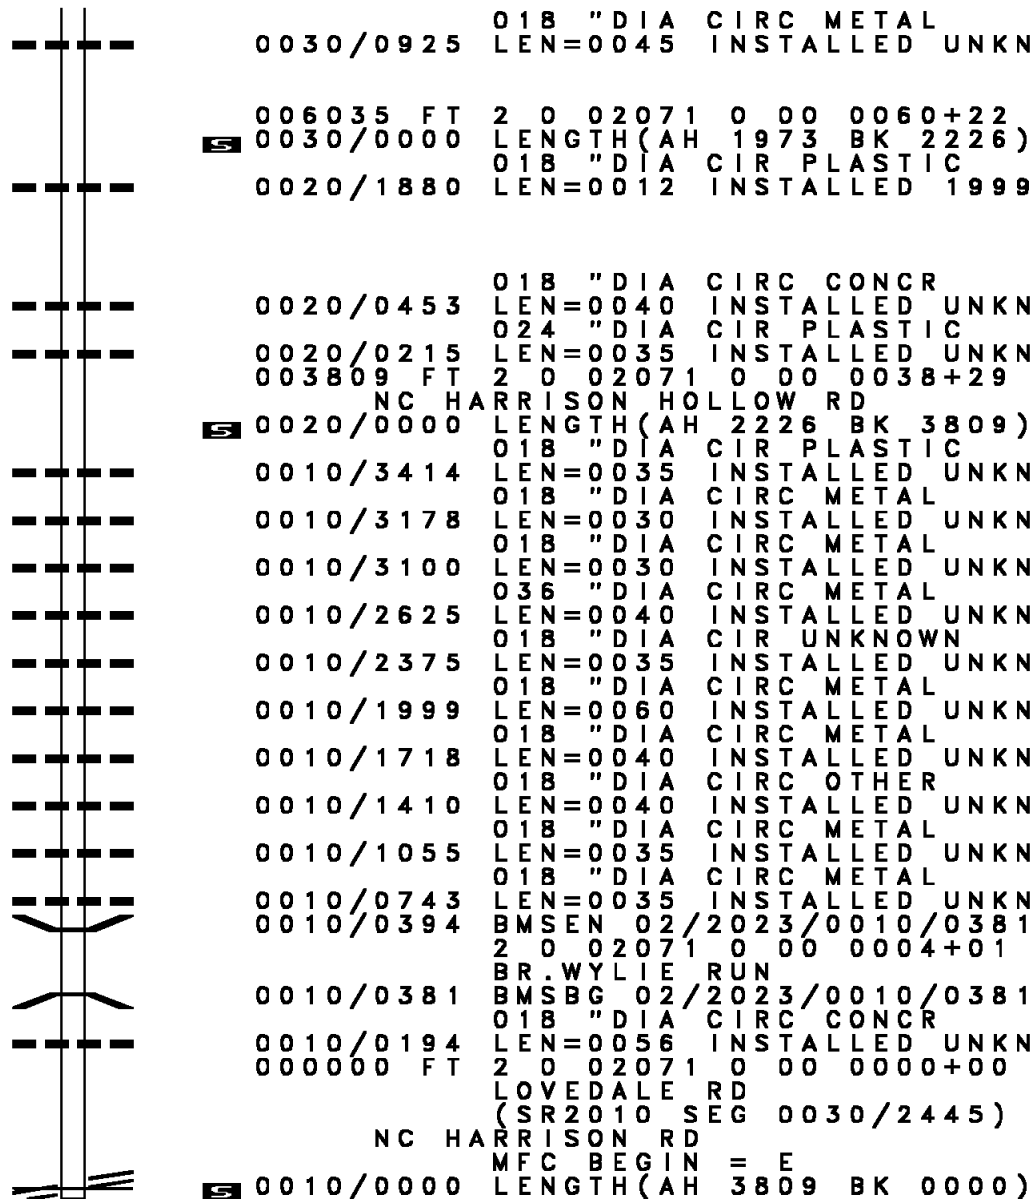 018 "DIA CIRC METAL
0030/0925 LEN=0045 INSTALLED UNKN
006035 FT 2 0 02071 0 00 0060+22
S 0030/0000 LENGTH(AH 1973 BK 2226)
018 "DIA CIR PLASTIC
0020/1880 LEN=0012 INSTALLED 1999
018 "DIA CIRC CONCR
0020/0453 LEN=0040 INSTALLED UNKN
024 "DIA CIR PLASTIC
0020/0215 LEN=0035 INSTALLED UNKN
003809 FT 2 0 02071 0 00 0038+29
NC HARRISON HOLLOW RD
S 0020/0000 LENGTH(AH 2226 BK 3809)
018 "DIA CIR PLASTIC
0010/3414 LEN=0035 INSTALLED UNKN
018 "DIA CIRC METAL
0010/3178 LEN=0030 INSTALLED UNKN
018 "DIA CIRC METAL
0010/3100 LEN=0030 INSTALLED UNKN
036 "DIA CIRC METAL
0010/2625 LEN=0040 INSTALLED UNKN
018 "DIA CIR UNKNOWN
0010/2375 LEN=0035 INSTALLED UNKN
018 "DIA CIRC METAL
0010/1999 LEN=0060 INSTALLED UNKN
018 "DIA CIRC METAL
0010/1718 LEN=0040 INSTALLED UNKN
018 "DIA CIRC OTHER
0010/1410 LEN=0040 INSTALLED UNKN
018 "DIA CIRC METAL
0010/1055 LEN=0035 INSTALLED UNKN
018 "DIA CIRC METAL
0010/0743 LEN=0035 INSTALLED UNKN
0010/0394 BMSEN 02/2023/0010/0381
2 0 02071 0 00 0004+01
BR.WYLIE RUN
0010/0381 BMSBG 02/2023/0010/0381
018 "DIA CIRC CONCR
0010/0194 LEN=0056 INSTALLED UNKN
000000 FT 2 0 02071 0 00 0000+00
LOVEDALE RD
(SR2010 SEG 0030/2445)
NC HARRISON RD
MFC BEGIN = E
S 0010/0000 LENGTH(AH 3809 BK 0000)